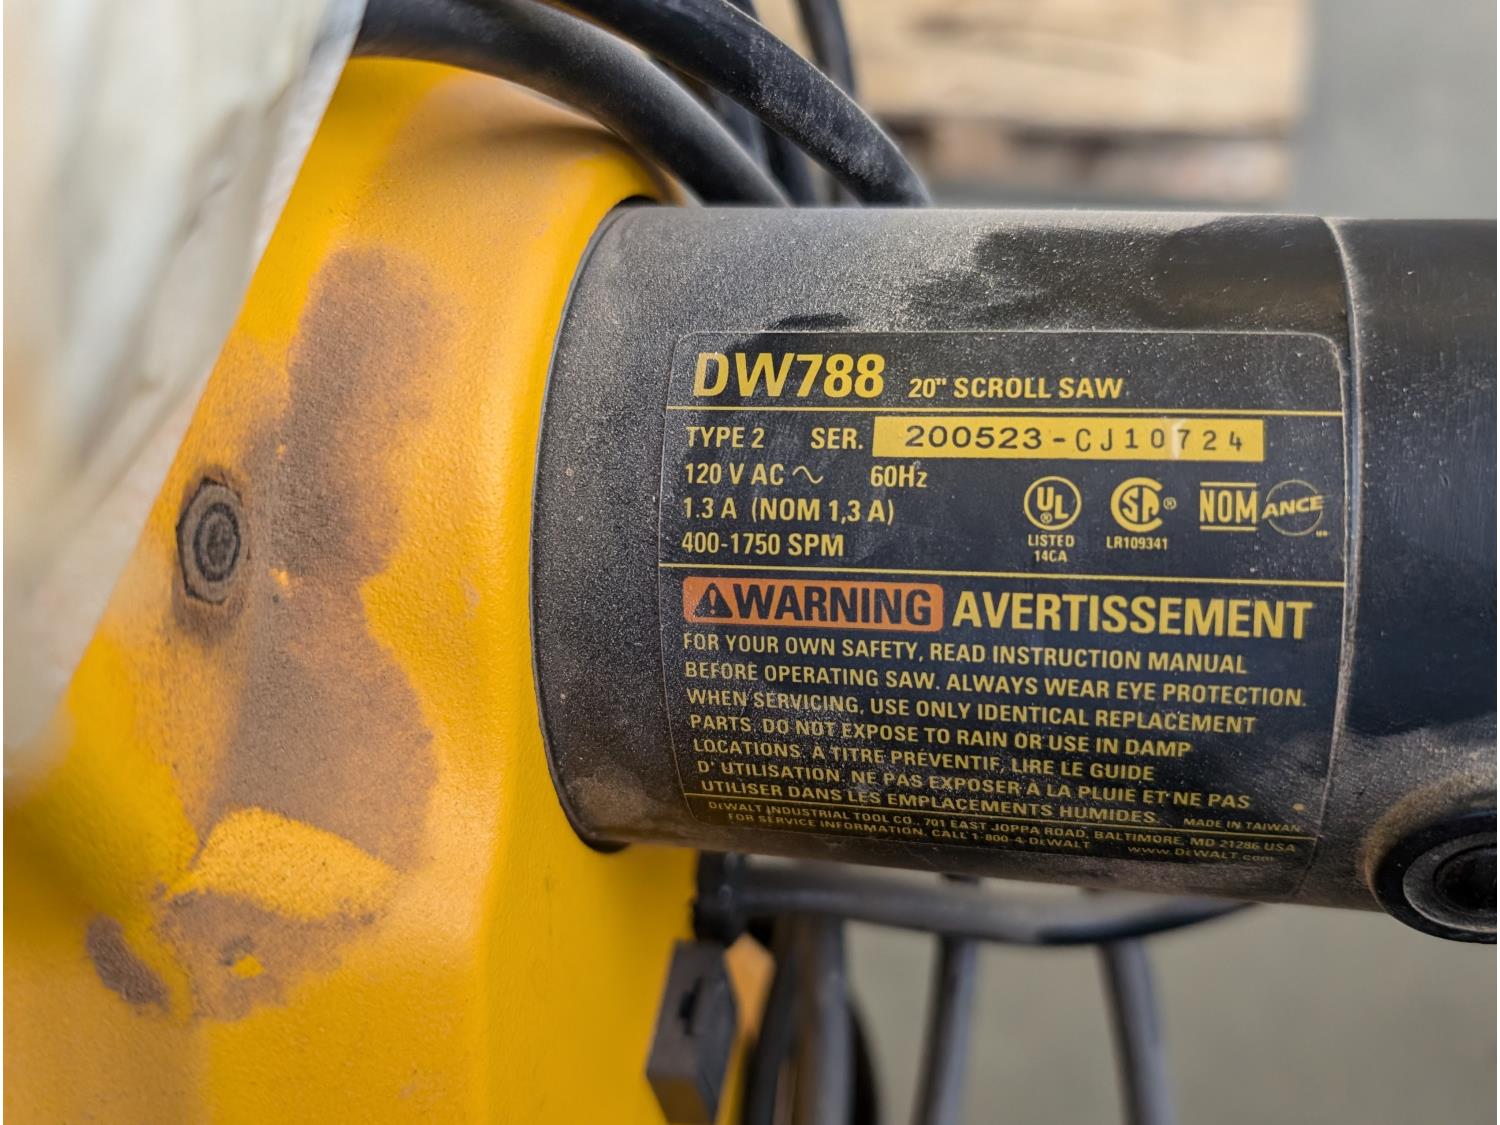 DW788 20" SCROLL SAW
TYPE 2 SER. 200523-CJ10724
120 V AC ~ 60Hz
1.3 A (NOM 1,3 A)
400-1750 SPM
UL ® LISTED 14CA
SA ® LR109341
NOM ANCE
⚠WARNING AVERTISSEMENT
FOR YOUR OWN SAFETY, READ INSTRUCTION MANUAL
BEFORE OPERATING SAW. ALWAYS WEAR EYE PROTECTION.
WHEN SERVICING, USE ONLY IDENTICAL REPLACEMENT
PARTS. DO NOT EXPOSE TO RAIN OR USE IN DAMP
LOCATIONS. À TITRE PRÉVENTIF, LIRE LE GUIDE
D' UTILISATION. NE PAS EXPOSER À LA PLUIE ET NE PAS
UTILISER DANS LES EMPLACEMENTS HUMIDES. MADE IN TAIWAN
DEWALT INDUSTRIAL TOOL CO., 701 EAST JOPPA ROAD, BALTIMORE, MD 21286 USA
FOR SERVICE INFORMATION, CALL 1-800-4-DEWALT www.DEWALT.com